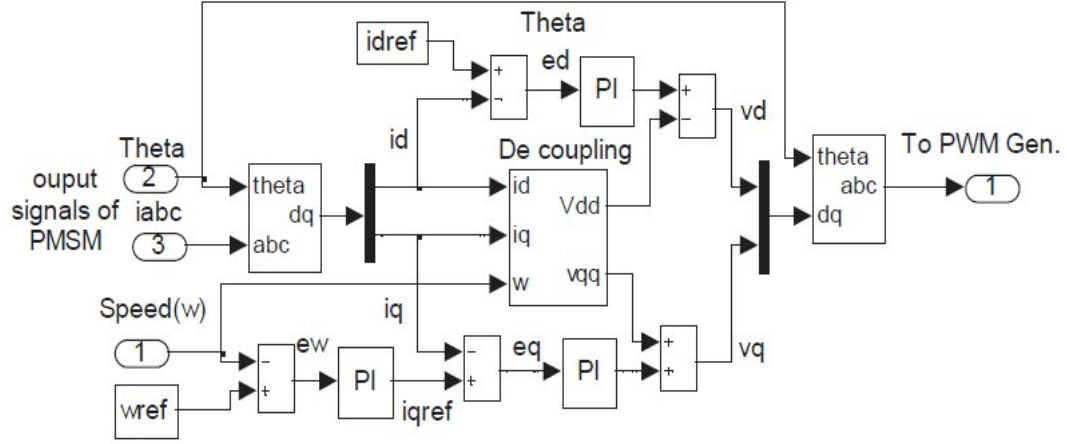 Theta
idref
+
-
ed
PI
+
-
vd
id
De coupling
To PWM Gen.
Theta
2
ouput
signals of
PMSM
iabc
3
theta
dq
abc
id
iq
w
Vdd
vqq
theta
abc
dq
1
Speed(w)
1
iq
ew
-
+
PI
iqref
-
+
eq
PI
+
+
vq
wref